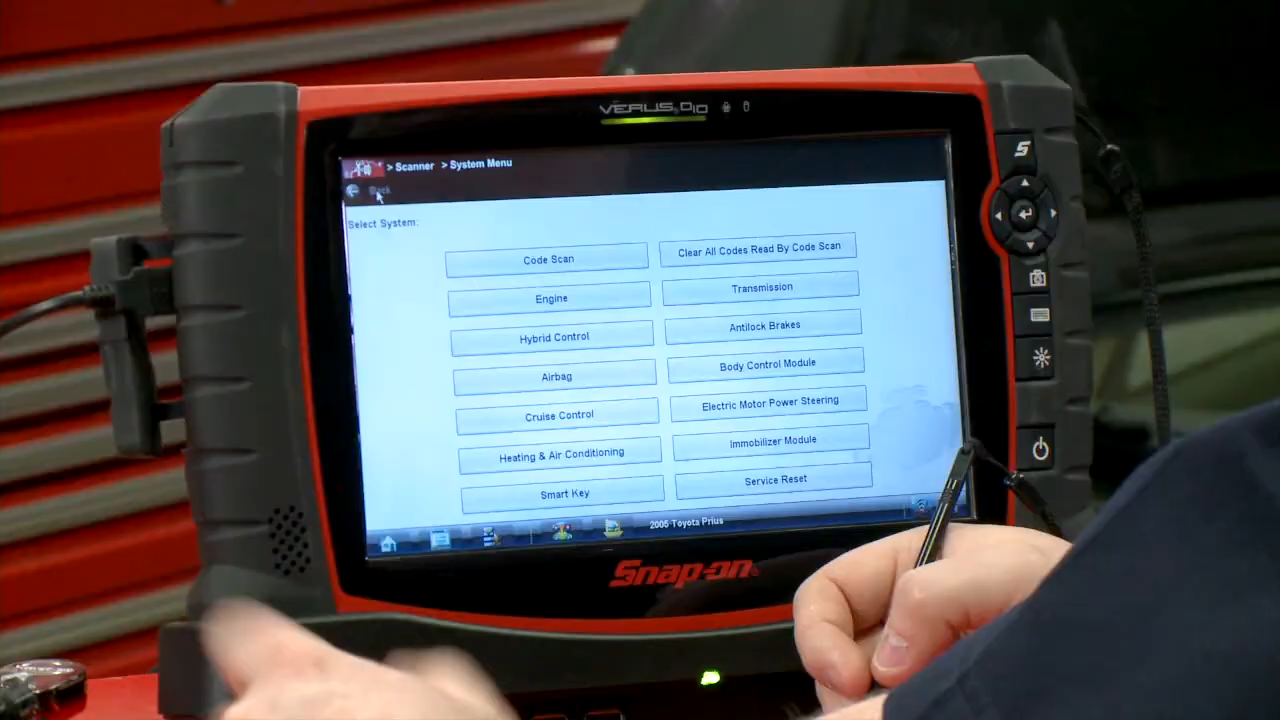 VERUS PRO
> Scanner > System Menu
Back
Select System:
Code Scan
Clear All Codes Read By Code Scan
Engine
Transmission
Hybrid Control
Antilock Brakes
Airbag
Body Control Module
Cruise Control
Electric Motor Power Steering
Heating & Air Conditioning
Immobilizer Module
Smart Key
Service Reset
2005 Toyota Prius
Snap-on
S